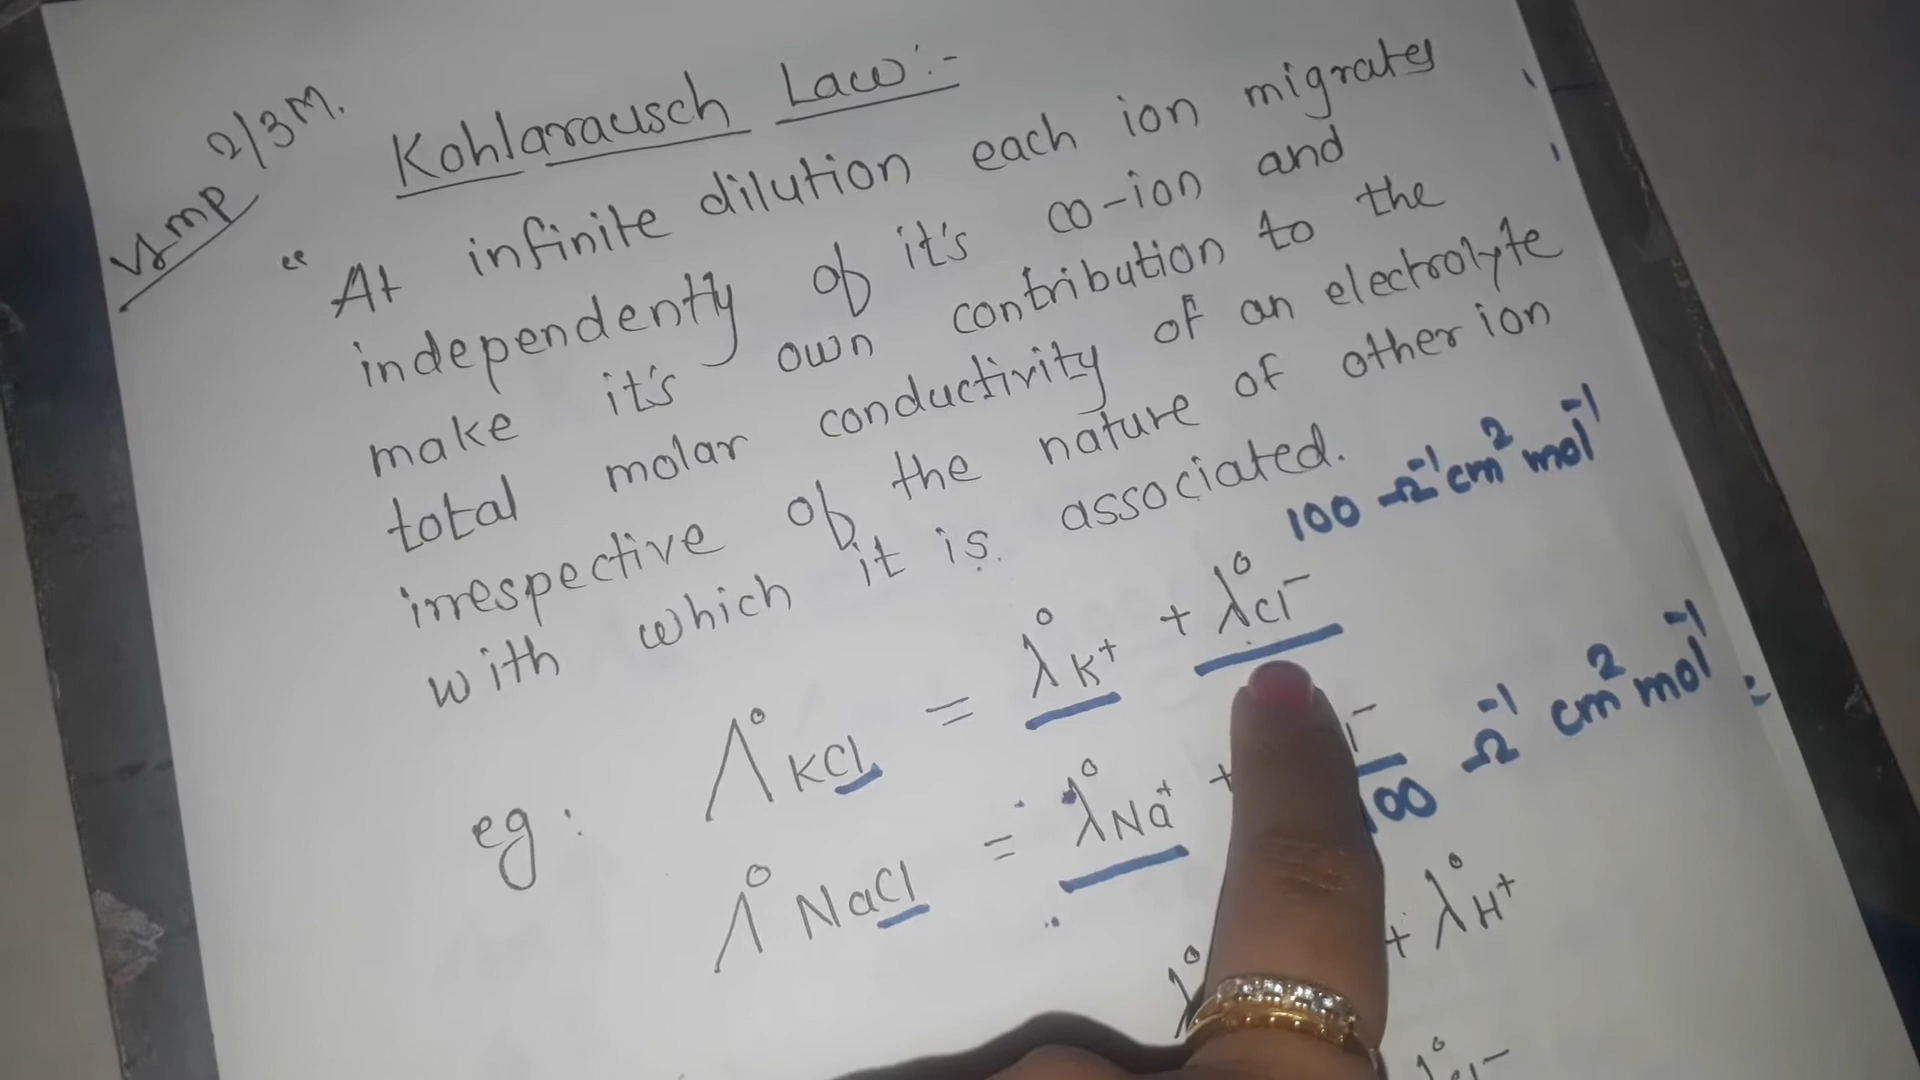 Vimp 2/3M.
Kohlarausch Law:-
" At infinite dilution each ion migrates
independently of it's co-ion and
make it's own contribution to the
total molar conductivity of an electrolyte
irrespective of the nature of other ion
with which it is associated.
100 Ω⁻¹ cm² mol⁻¹
eg: Λ° KCl = λ° K⁺ + λ° Cl⁻
Λ° NaCl = λ° Na⁺ +
100 Ω⁻¹ cm² mol⁻¹
λ° + λ° H⁺